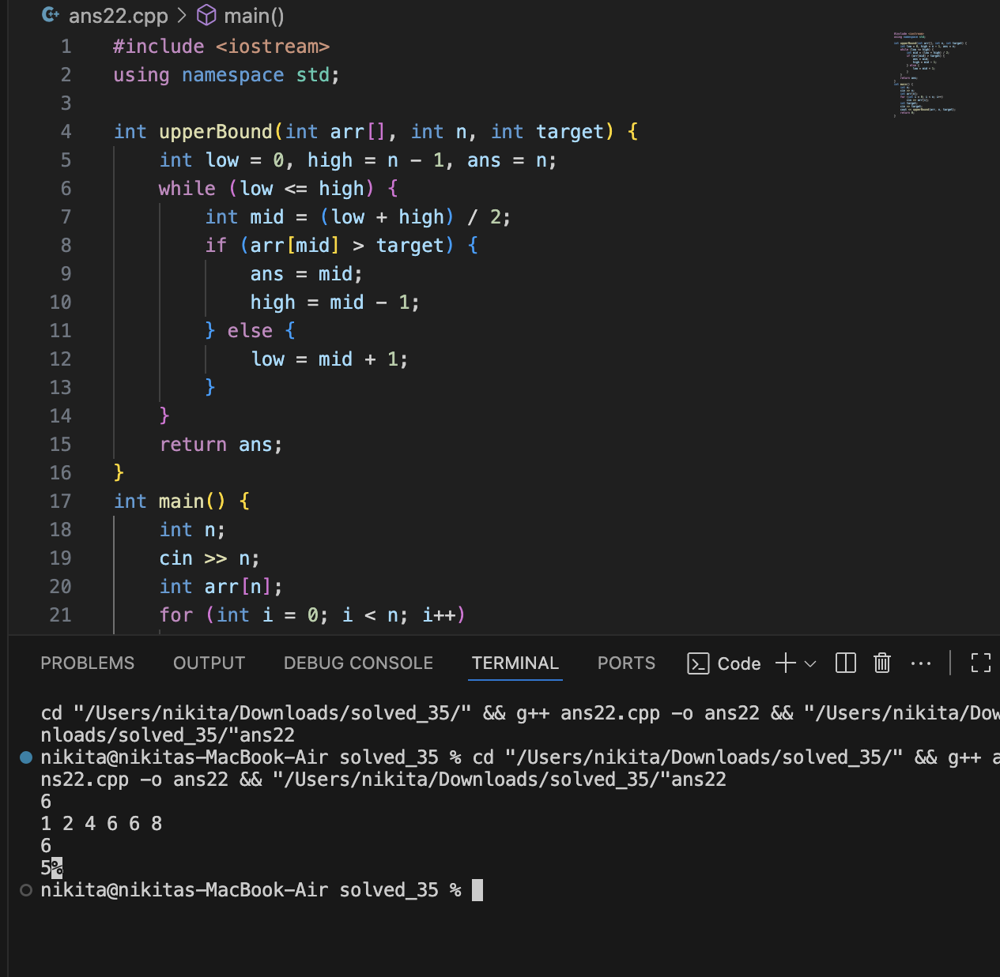 ans22.cpp > main()
1 #include <iostream>
2 using namespace std;
3
4 int upperBound(int arr[], int n, int target) {
5     int low = 0, high = n - 1, ans = n;
6     while (low <= high) {
7         int mid = (low + high) / 2;
8         if (arr[mid] > target) {
9             ans = mid;
10             high = mid - 1;
11         } else {
12             low = mid + 1;
13         }
14     }
15     return ans;
16 }
17 int main() {
18     int n;
19     cin >> n;
20     int arr[n];
21     for (int i = 0; i < n; i++)
PROBLEMS OUTPUT DEBUG CONSOLE TERMINAL PORTS Code
cd "/Users/nikita/Downloads/solved_35/" && g++ ans22.cpp -o ans22 && "/Users/nikita/Dow
nloads/solved_35/"ans22
nikita@nikitas-MacBook-Air solved_35 % cd "/Users/nikita/Downloads/solved_35/" && g++ a
ns22.cpp -o ans22 && "/Users/nikita/Downloads/solved_35/"ans22
6
1 2 4 6 6 8
6
5%
nikita@nikitas-MacBook-Air solved_35 %